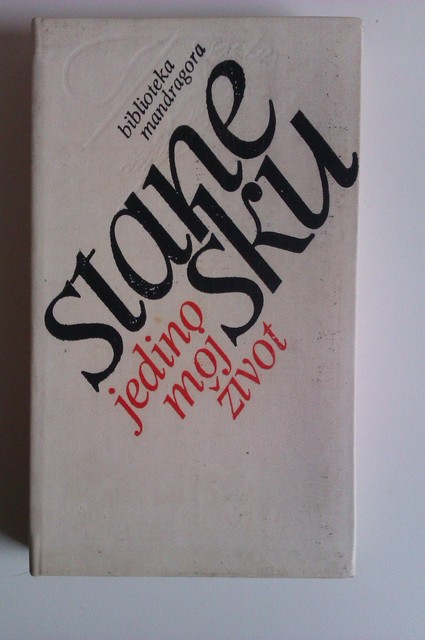 biblioteka
mandragora
stane
sku
jedino
moj
život